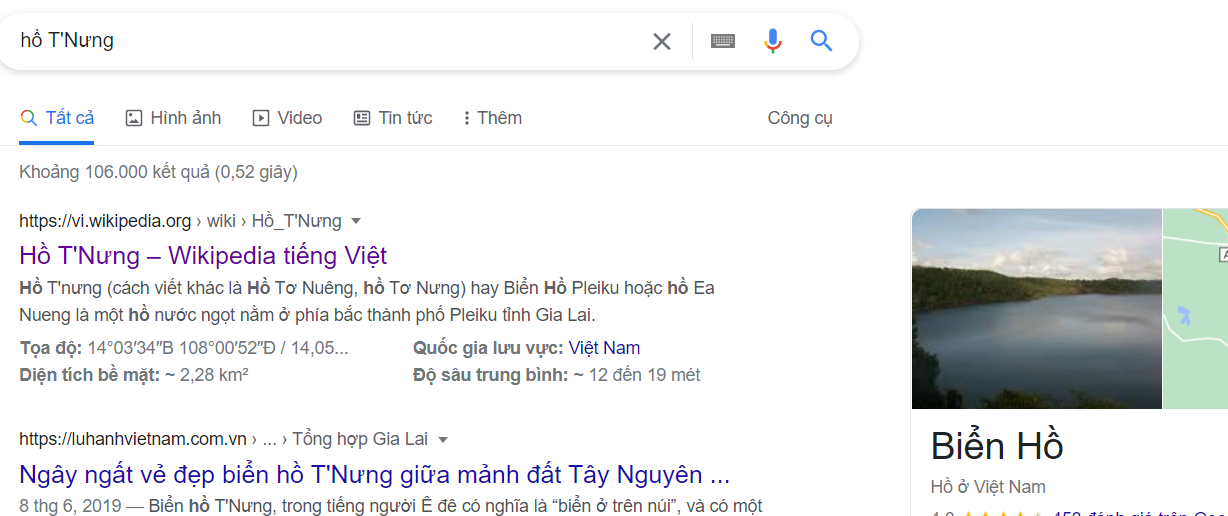 hồ T'Nưng
Tất cả Hình ảnh Video Tin tức Thêm Công cụ
Khoảng 106.000 kết quả (0,52 giây)
https://vi.wikipedia.org › wiki › Hồ_T'Nưng
Hồ T'Nưng – Wikipedia tiếng Việt
Hồ T'nưng (cách viết khác là Hồ Tơ Nuêng, hồ Tơ Nưng) hay Biển Hồ Pleiku hoặc hồ Ea
Nueng là một hồ nước ngọt nằm ở phía bắc thành phố Pleiku tỉnh Gia Lai.
Tọa độ: 14°03′34″B 108°00′52″Đ / 14,05... Quốc gia lưu vực: Việt Nam
Diện tích bề mặt: ~ 2,28 km² Độ sâu trung bình: ~ 12 đến 19 mét
https://luhanhvietnam.com.vn › ... › Tổng hợp Gia Lai
Ngây ngất vẻ đẹp biển hồ T'Nưng giữa mảnh đất Tây Nguyên ...
8 thg 6, 2019 — Biển hồ T'Nưng, trong tiếng người Ê đê có nghĩa là “biển ở trên núi”, và có một
Biển Hồ
Hồ ở Việt Nam